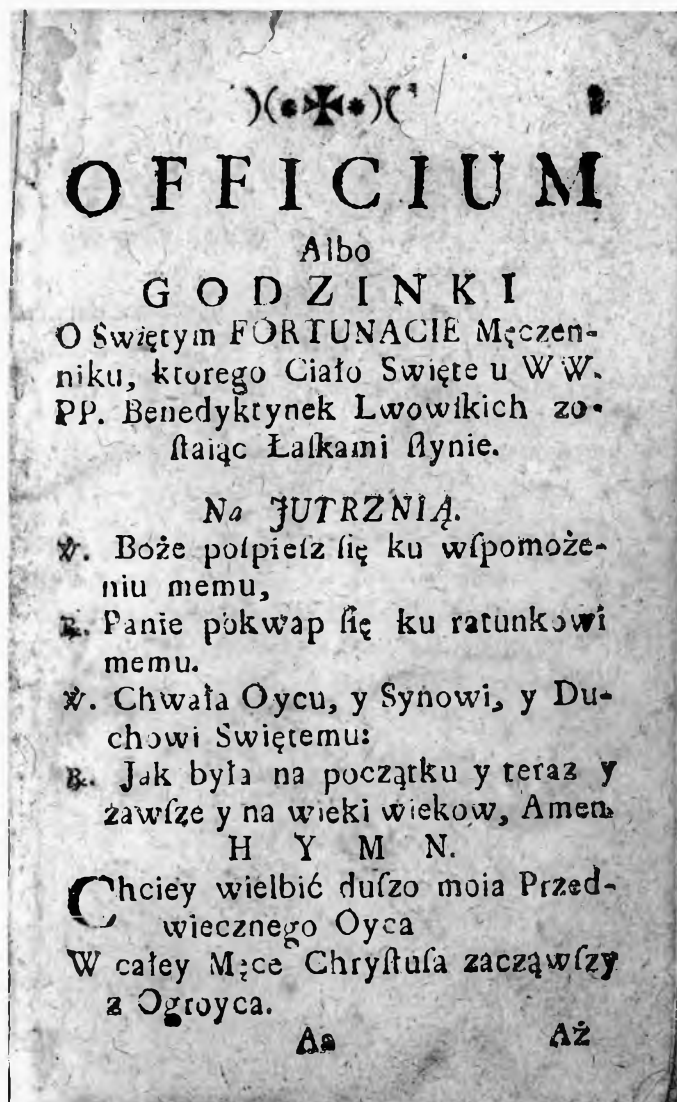 )(*✠*)(
OFFICIUM
Albo
GODZINKI
O Swiętym FORTUNACIE Męczen-
niku, ktorego Ciało Swięte u WW.
PP. Benedyktynek Lwowſkich zo-
ſtaiąc Łaſkami ſłynie.
Na JUTRZNIĄ.
℣. Boże poſpieſz ſię ku wſpomoże-
niu memu,
℟. Panie pokwap ſię ku ratunkowi
memu.
℣. Chwała Oycu, y Synowi, y Du-
chowi Swiętemu:
℟. Jak była na początku y teraz y
zawſze y na wieki wiekow, Amen.
HYMN.
Chciey wielbić duſzo moia Przed-
wiecznego Oyca
W całey Męce Chryſtuſa zacząwſzy
z Ogroyca.
Aa Aż